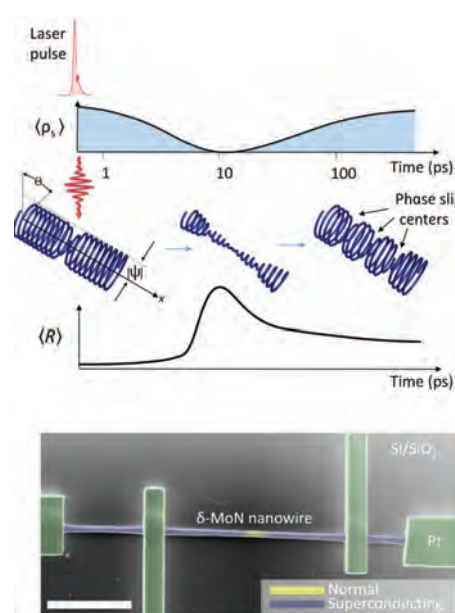 Laser
pulse
⟨ρₛ⟩
1
10
100
Time (ps)
θ
|ψ|
x
Phase slip
centers
⟨R⟩
Time (ps)
Si/SiO₂
δ-MoN nanowire
Pt
Normal
Superconducting